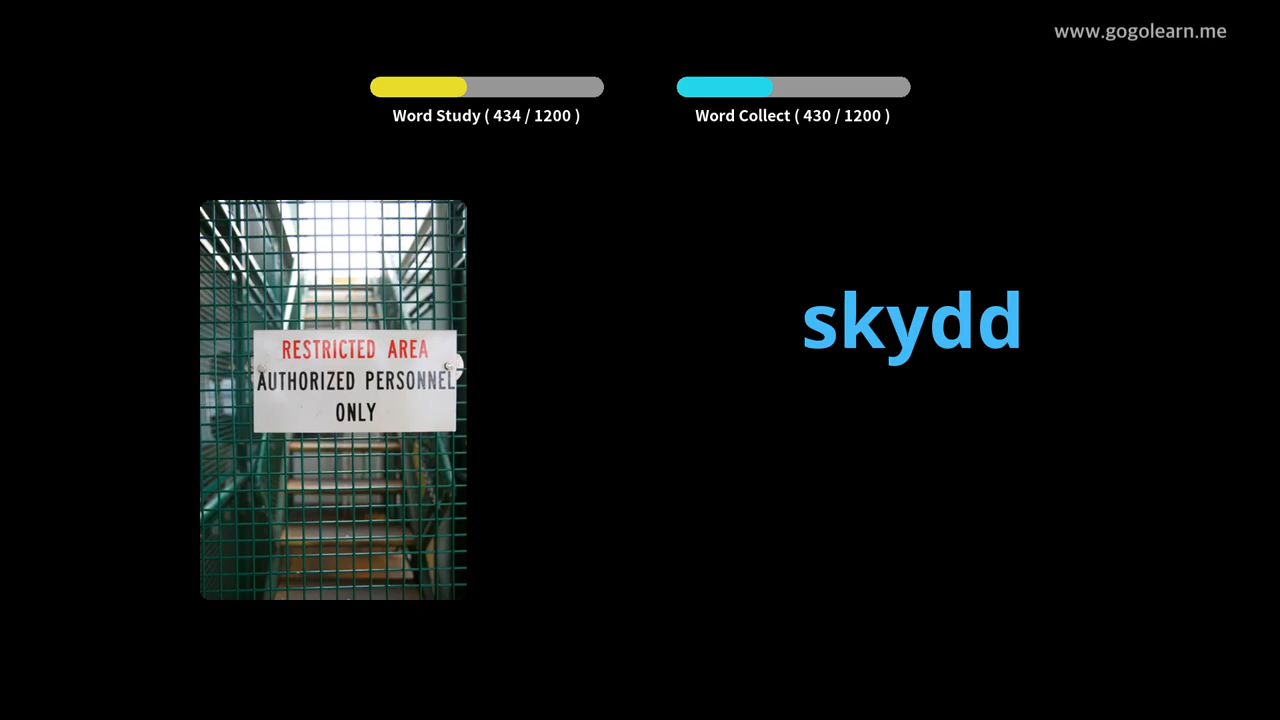 www.gogolearn.me
Word Study ( 434 / 1200 )
Word Collect ( 430 / 1200 )
RESTRICTED AREA
AUTHORIZED PERSONNEL
ONLY
skydd